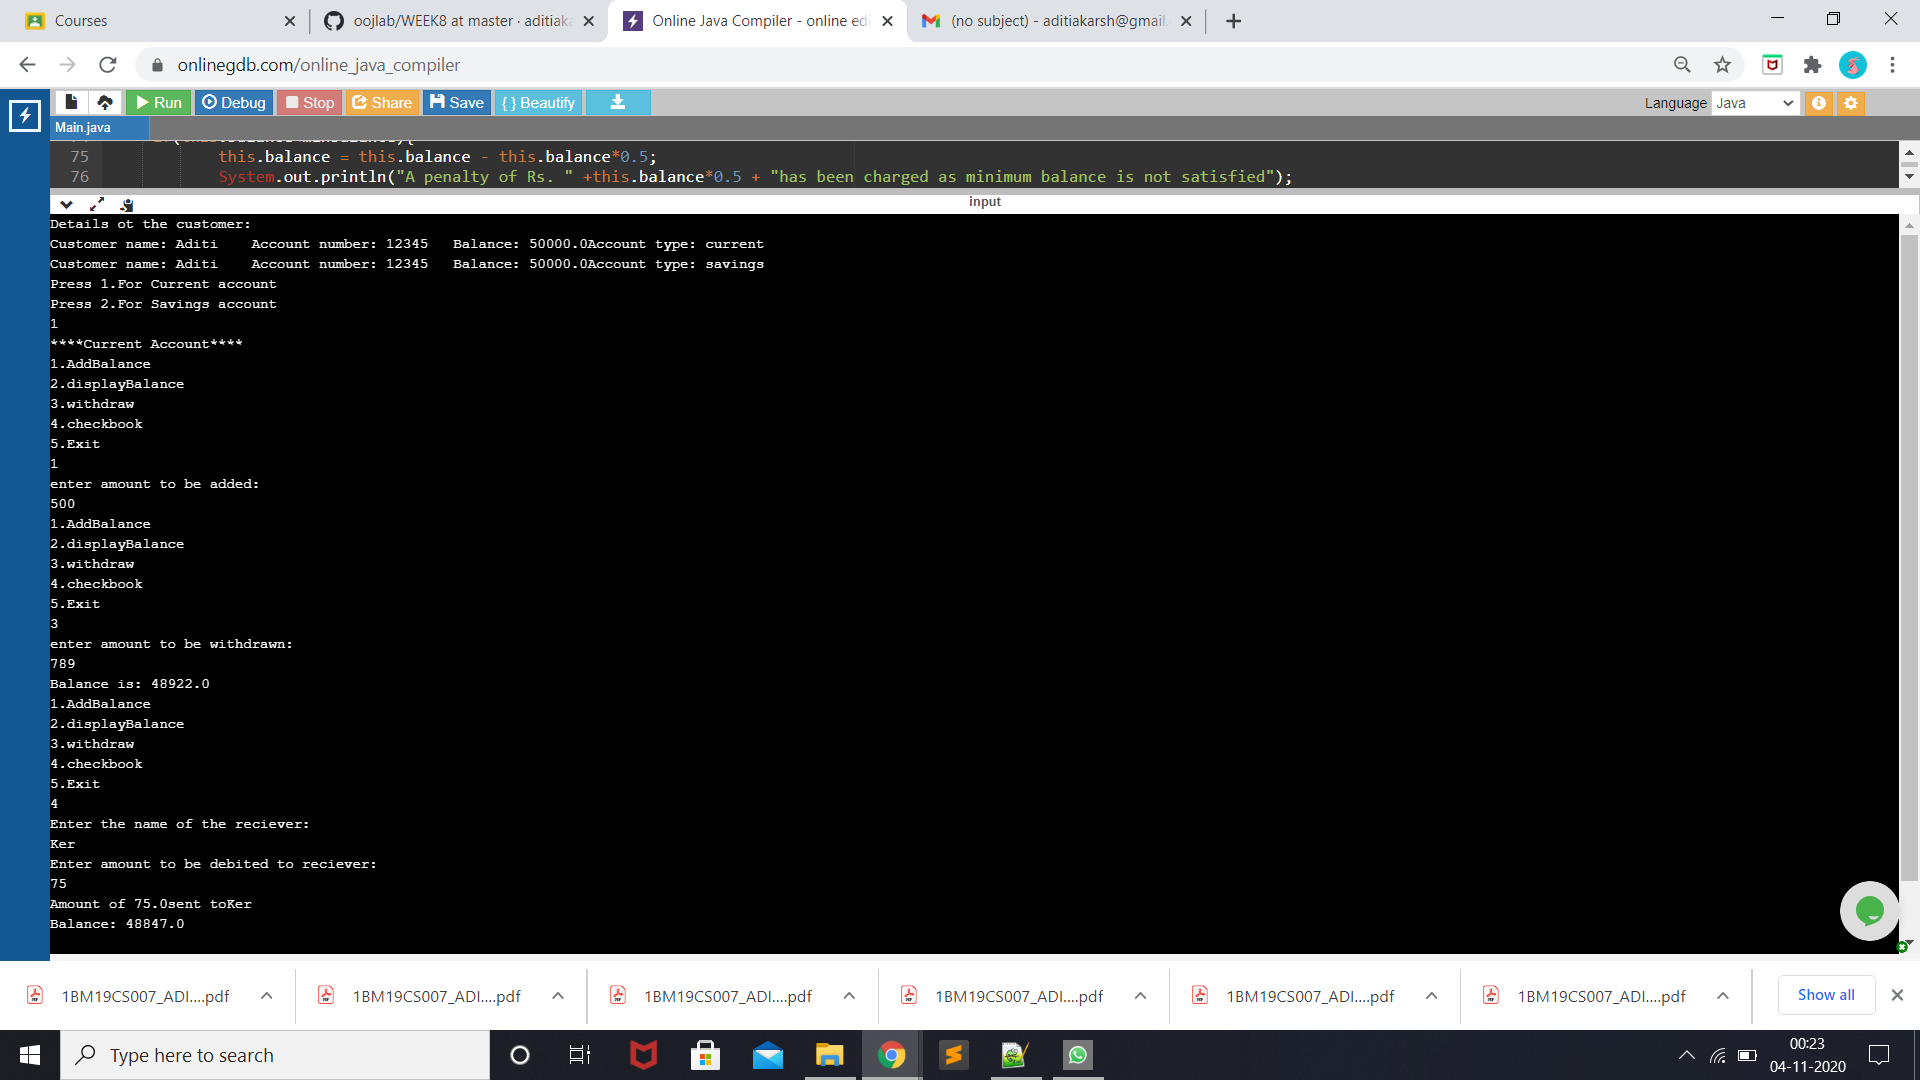 Courses
oojlab/WEEK8 at master · aditiaka
Online Java Compiler - online edi
(no subject) - aditiakarsh@gmail.
onlinegdb.com/online_java_compiler
Run
Debug
Stop
Share
Save
{ } Beautify
Language Java
Main.java
75 this.balance = this.balance - this.balance*0.5;
76 System.out.println("A penalty of Rs. " +this.balance*0.5 + "has been charged as minimum balance is not satisfied");
input
Details of the customer:
Customer name: Aditi    Account number: 12345   Balance: 50000.0Account type: current
Customer name: Aditi    Account number: 12345   Balance: 50000.0Account type: savings
Press 1.For Current account
Press 2.For Savings account
1
****Current Account****
1.AddBalance
2.displayBalance
3.withdraw
4.checkbook
5.Exit
1
enter amount to be added:
500
1.AddBalance
2.displayBalance
3.withdraw
4.checkbook
5.Exit
3
enter amount to be withdrawn:
789
Balance is: 48922.0
1.AddBalance
2.displayBalance
3.withdraw
4.checkbook
5.Exit
4
Enter the name of the reciever:
Ker
Enter amount to be debited to reciever:
75
Amount of 75.0sent toKer
Balance: 48847.0
1BM19CS007_ADI....pdf
1BM19CS007_ADI....pdf
1BM19CS007_ADI....pdf
1BM19CS007_ADI....pdf
1BM19CS007_ADI....pdf
1BM19CS007_ADI....pdf
Show all
Type here to search
00:23
04-11-2020